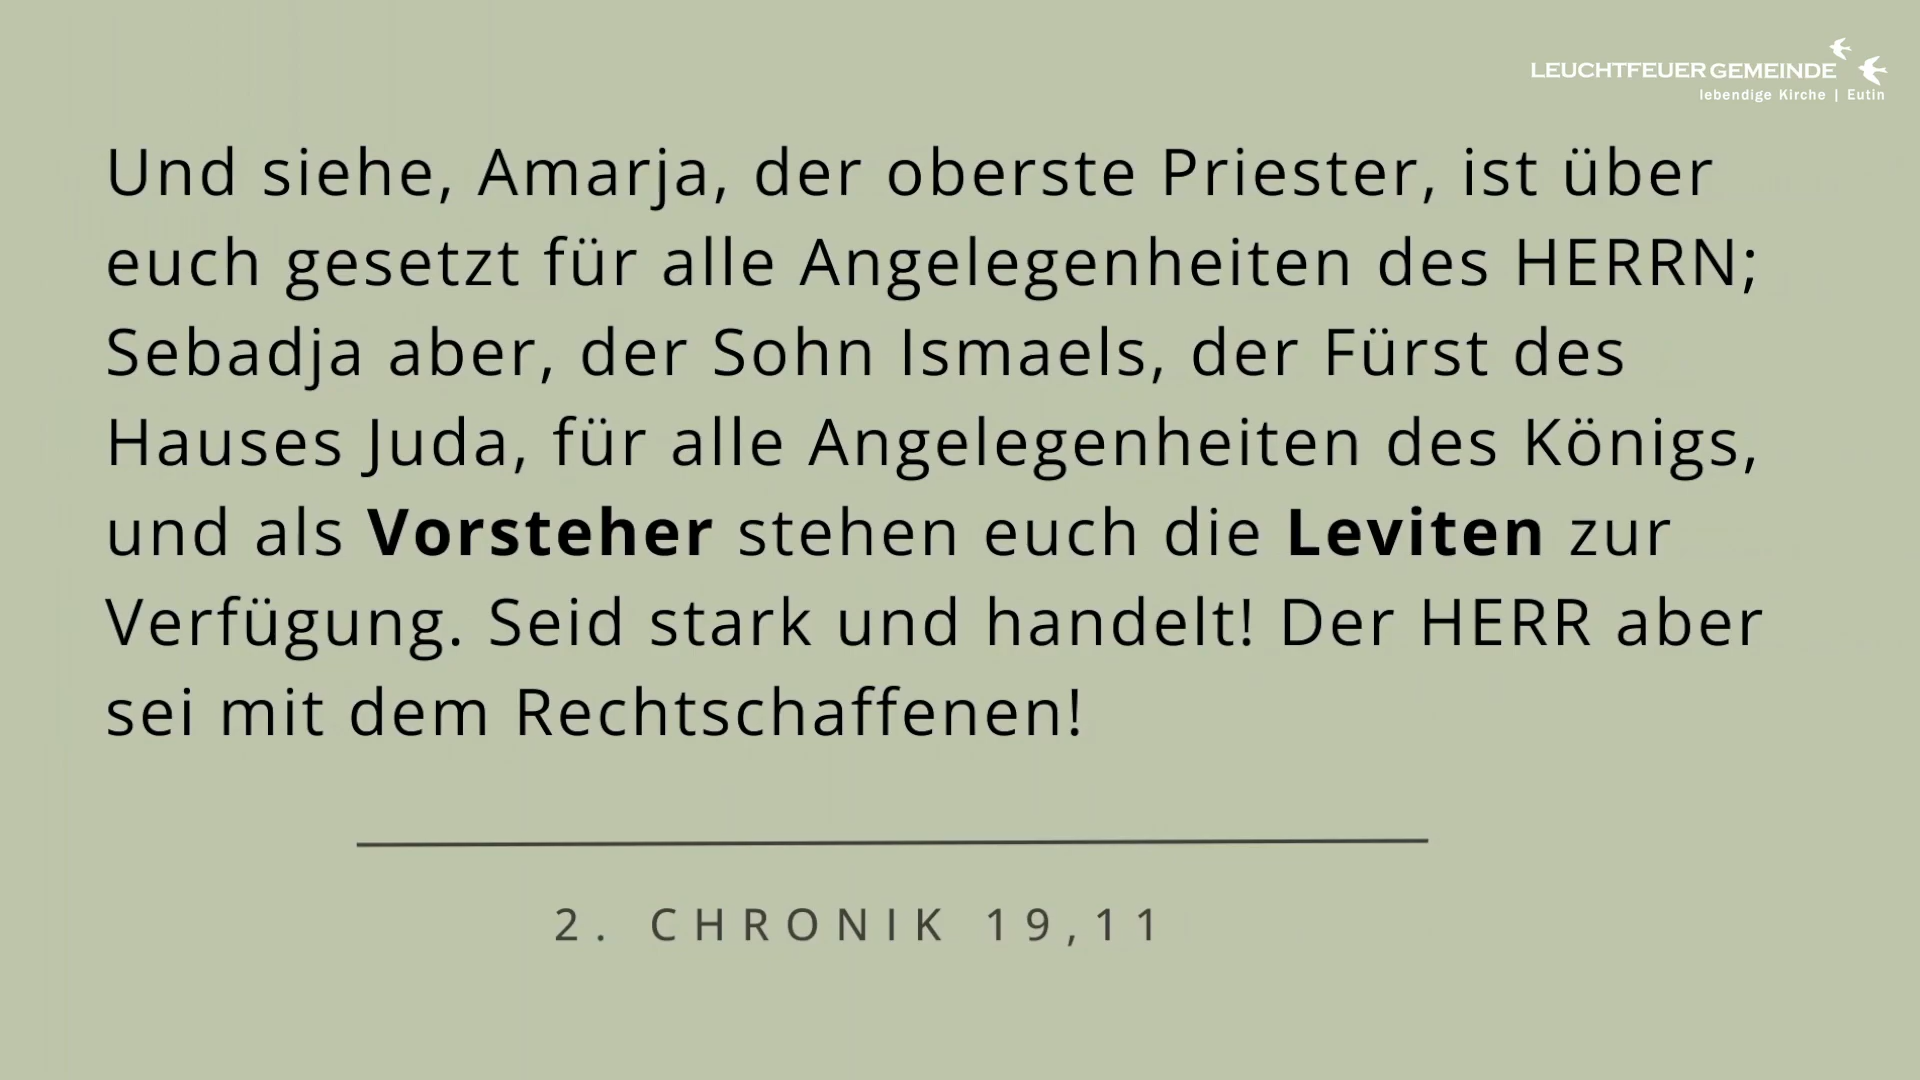 LEUCHTFEUER GEMEINDE
lebendige Kirche | Eutin
Und siehe, Amarja, der oberste Priester, ist über
euch gesetzt für alle Angelegenheiten des HERRN;
Sebadja aber, der Sohn Ismaels, der Fürst des
Hauses Juda, für alle Angelegenheiten des Königs,
und als Vorsteher stehen euch die Leviten zur
Verfügung. Seid stark und handelt! Der HERR aber
sei mit dem Rechtschaffenen!
2. CHRONIK 19,11